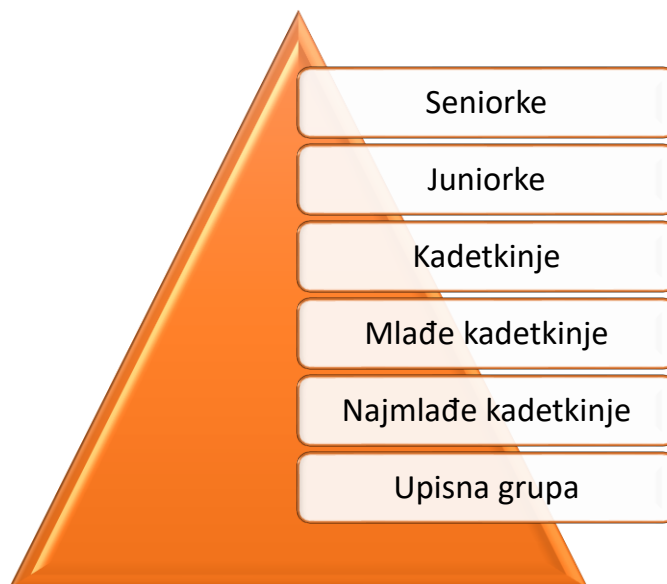 Seniorke
Juniorke
Kadetkinje
Mlađe kadetkinje
Najmlađe kadetkinje
Upisna grupa